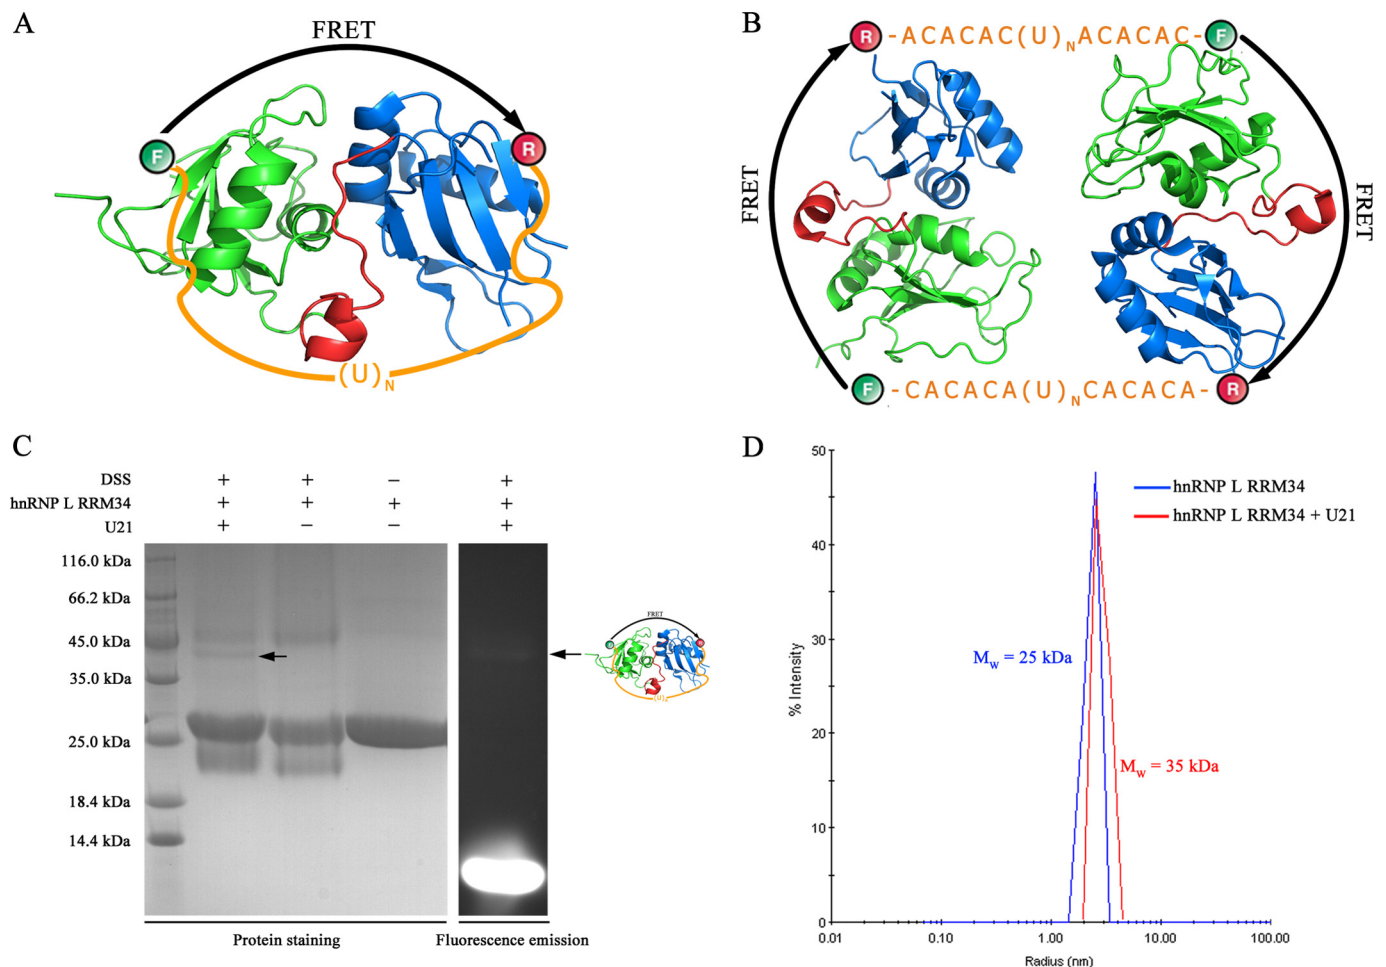 A
FRET
F
R
(U)N
B
R -ACACAC(U)NACACAC- F
FRET
FRET
F -CACACA(U)NCACACA- R
C
DSS + + – +
hnRNP L RRM34 + + + +
U21 + – – +
116.0 kDa
66.2 kDa
45.0 kDa
35.0 kDa
25.0 kDa
18.4 kDa
14.4 kDa
FRET
Protein staining
Fluorescence emission
D
50
40
30
20
10
0
% Intensity
hnRNP L RRM34
hnRNP L RRM34 + U21
MW = 25 kDa
MW = 35 kDa
0.01 0.10 1.00 10.00 100.00
Radius (nm)